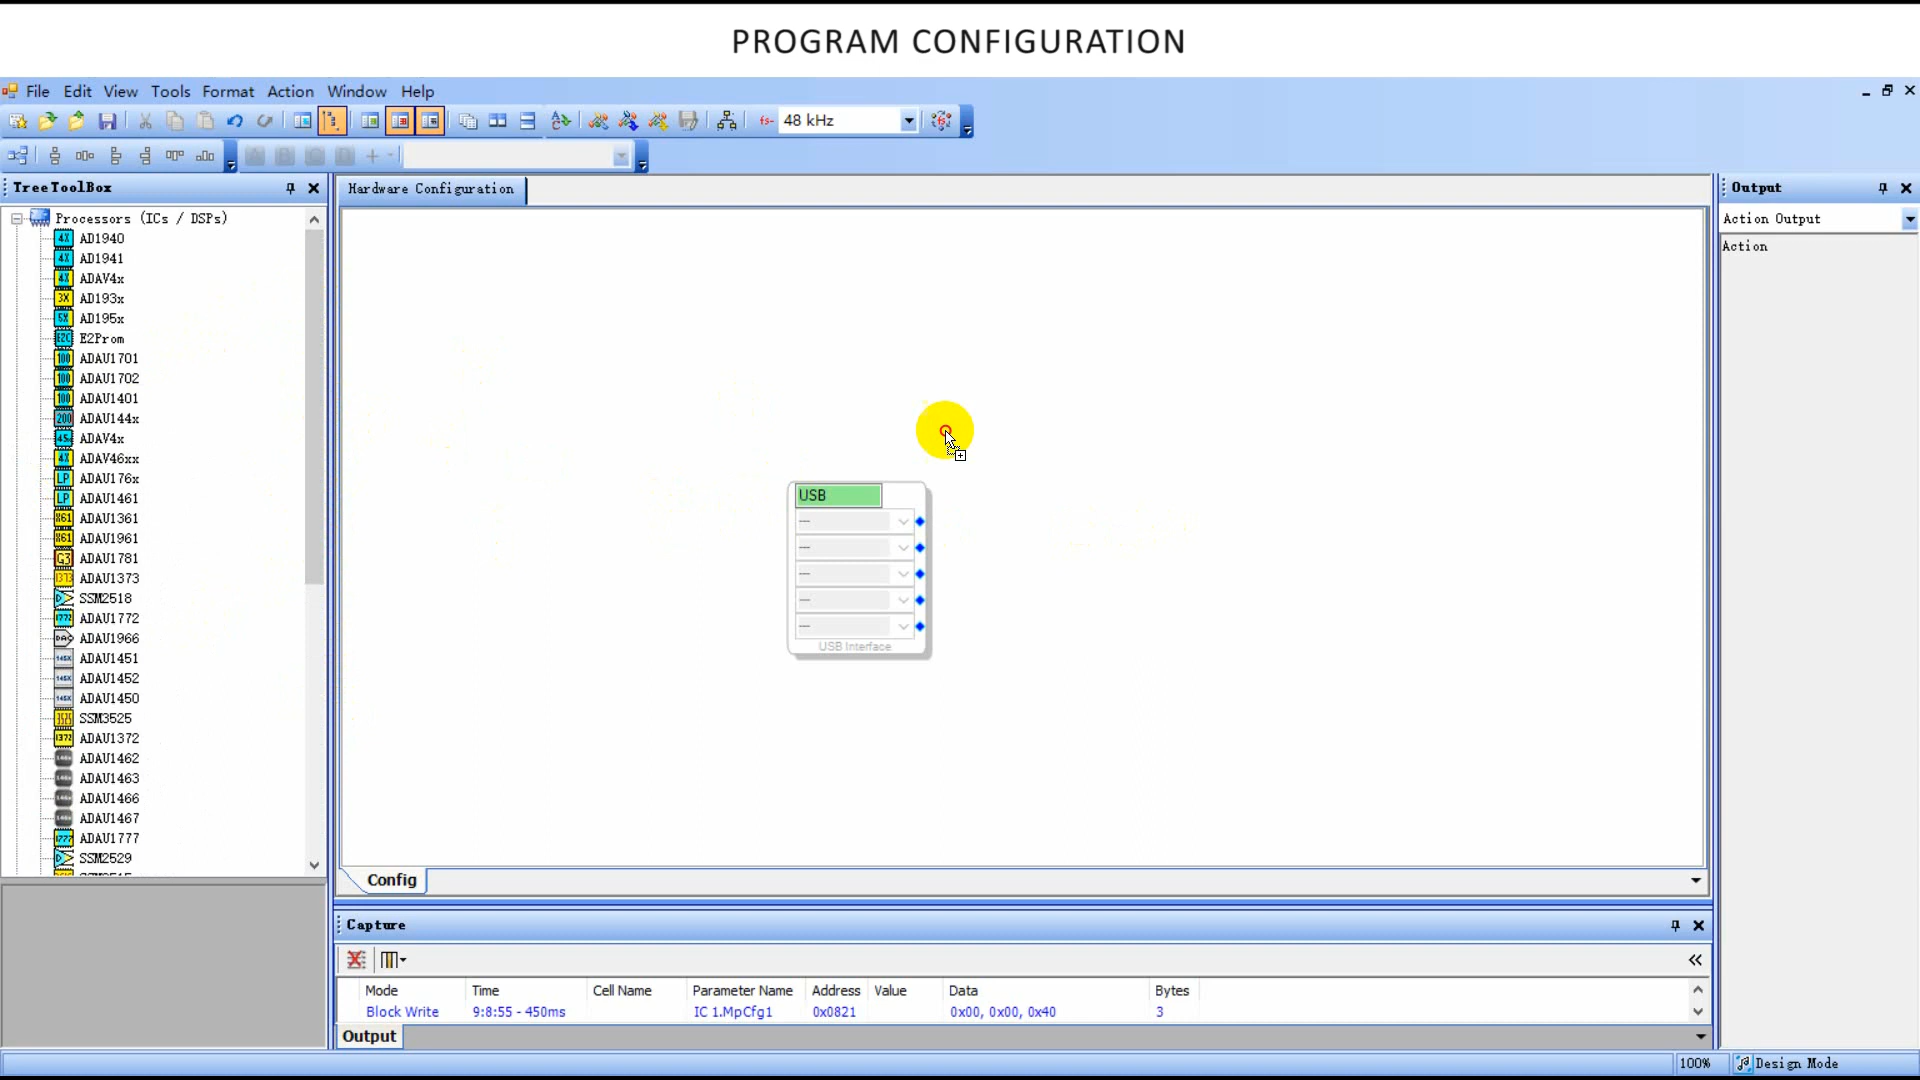 PROGRAM CONFIGURATION
File Edit View Tools Format Action Window Help
fs- 48 kHz
TreeToolBox
Hardware Configuration
Output
Processors (ICs / DSPs)
Action Output
AD1940
Action
AD1941
ADAV4x
AD193x
AD195x
E2Prom
ADAU1701
ADAU1702
ADAU1401
ADAU144x
ADAV4x
ADAV46xx
ADAU176x
ADAU1461
ADAU1361
ADAU1961
ADAU1781
ADAU1373
SSM2518
ADAU1772
ADAU1966
ADAU1451
ADAU1452
ADAU1450
SSM3525
ADAU1372
ADAU1462
ADAU1463
ADAU1466
ADAU1467
ADAU1777
SSM2529
USB
---
---
---
---
---
USB Interface
Config
Capture
Mode Time Cell Name Parameter Name Address Value Data Bytes
Block Write 9:8:55 - 450ms IC 1.MpCfg1 0x0821 0x00, 0x00, 0x40 3
Output
100% Design Mode